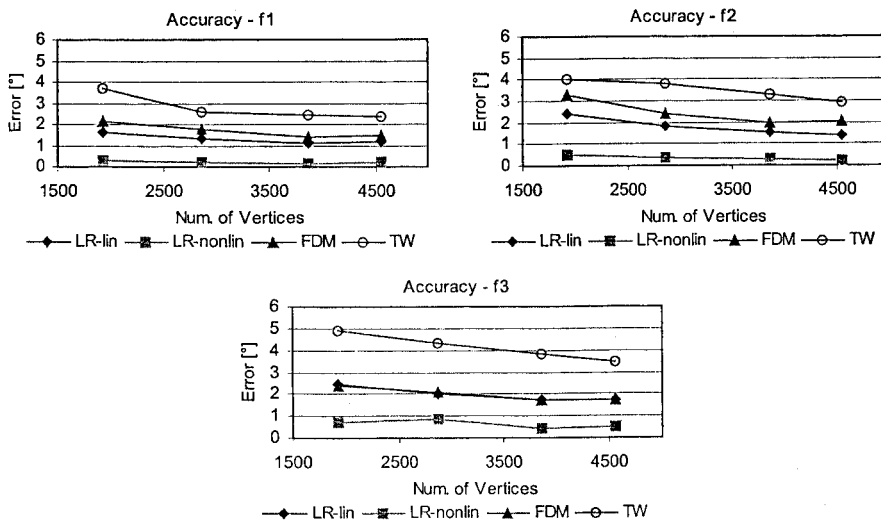 Accuracy - f1
6
5
4
3
2
1
0
Error [°]
1500
2500
3500
4500
Num. of Vertices
LR-lin
LR-nonlin
FDM
TW
Accuracy - f2
6
5
4
3
2
1
0
Error [°]
1500
2500
3500
4500
Num. of Vertices
LR-lin
LR-nonlin
FDM
TW
Accuracy - f3
6
5
4
3
2
1
0
Error [°]
1500
2500
3500
4500
Num. of Vertices
LR-lin
LR-nonlin
FDM
TW